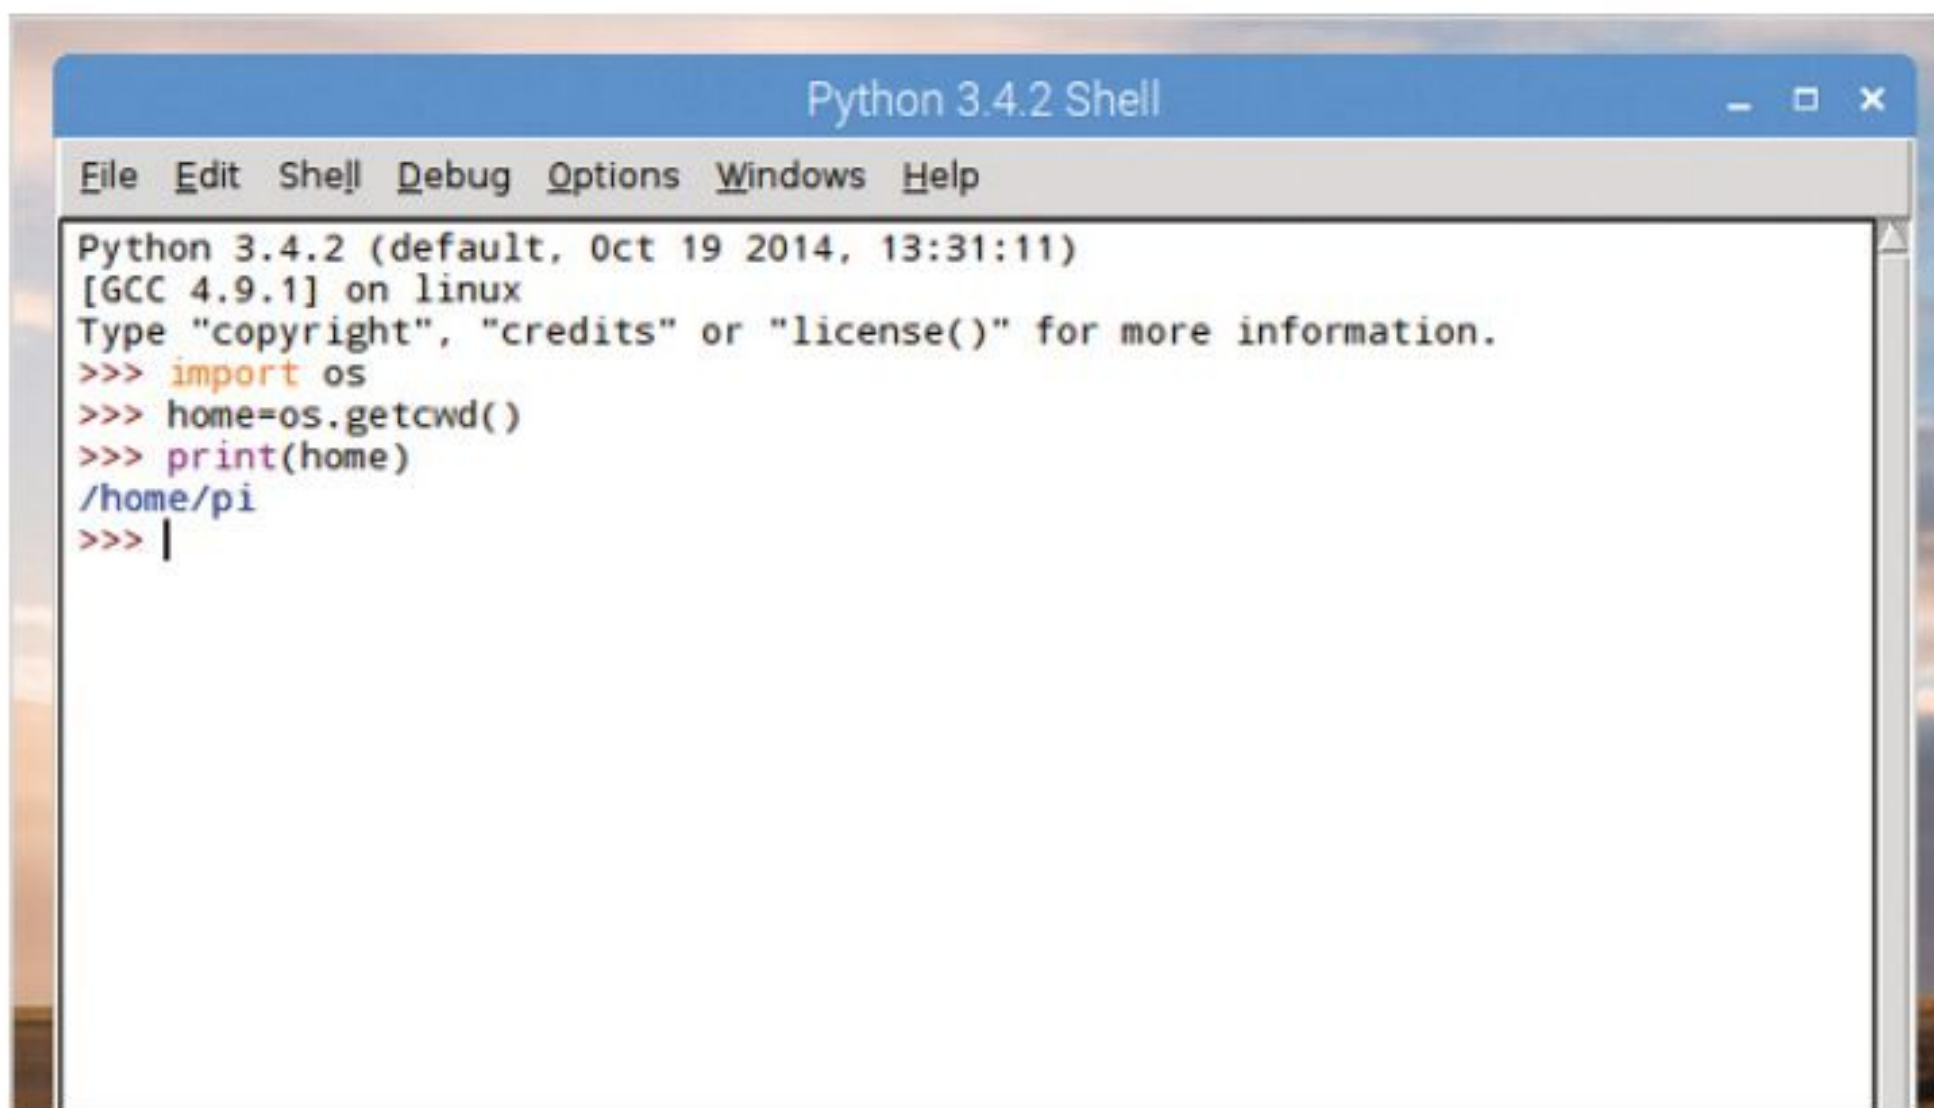 Python 3.4.2 Shell
File Edit Shell Debug Options Windows Help
Python 3.4.2 (default, Oct 19 2014, 13:31:11)
[GCC 4.9.1] on linux
Type "copyright", "credits" or "license()" for more information.
>>> import os
>>> home=os.getcwd()
>>> print(home)
/home/pi
>>>